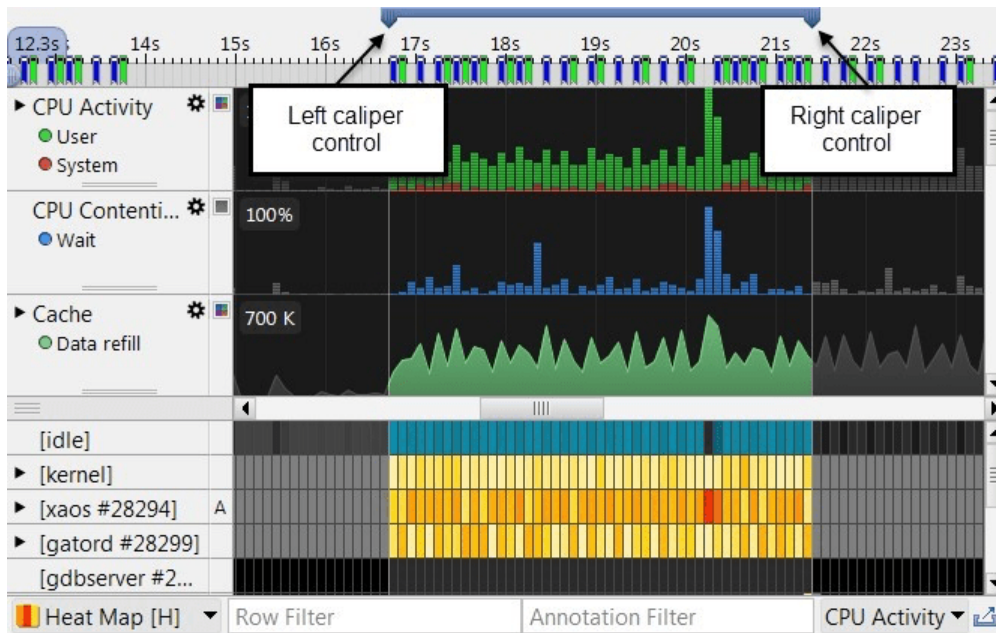 12.3s 14s 15s 16s 17s 18s 19s 20s 21s 22s 23s
Left caliper
control
Right caliper
control
CPU Activity
User
System
CPU Contenti...
Wait
100%
Cache
Data refill
700 K
[idle]
[kernel]
[xaos #28294] A
[gatord #28299]
[gdbserver #2...
Heat Map [H] Row Filter Annotation Filter CPU Activity